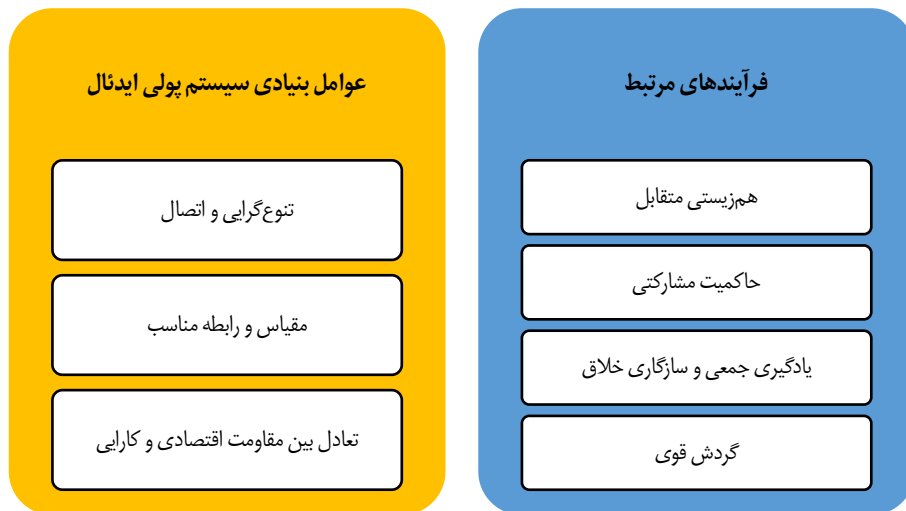 فرآیندهای مرتبط
هم‌زیستی متقابل
حاکمیت مشارکتی
یادگیری جمعی و سازگاری خلاق
گردش قوی
عوامل بنیادی سیستم پولی ایدئال
تنوع‌گرایی و اتصال
مقیاس و رابطه مناسب
تعادل بین مقاومت اقتصادی و کارایی